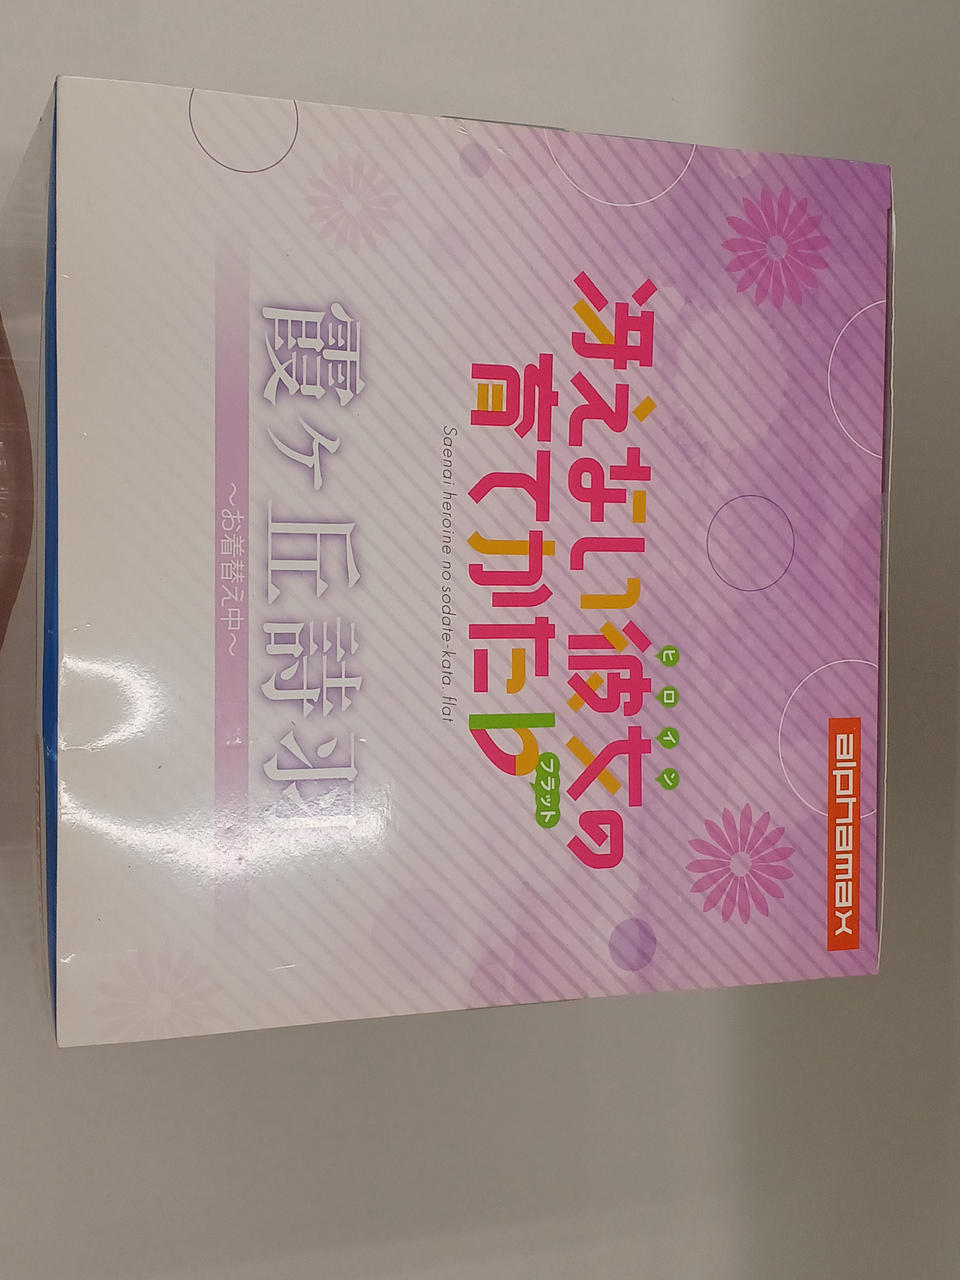 alphamax
ヒロイン
冴えない彼女の
育てかた♭
フラット
Saenai heroine no sodate-kata. flat
霞ヶ丘詩羽
～お着替え中～